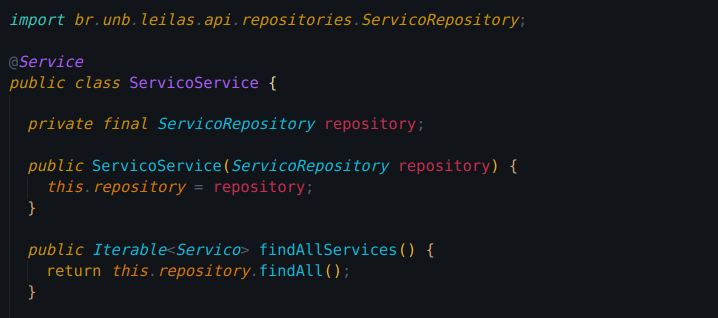 import br.unb.leilas.api.repositories.ServicoRepository;
@Service
public class ServicoService {
private final ServicoRepository repository;
public ServicoService(ServicoRepository repository) {
this.repository = repository;
}
public Iterable<Servico> findAllServices() {
return this.repository.findAll();
}